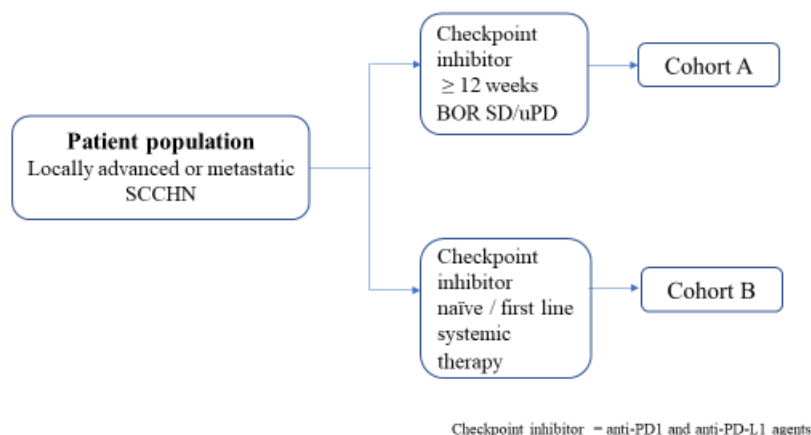 Checkpoint
inhibitor
≥ 12 weeks
BOR SD/uPD
Cohort A
Patient population
Locally advanced or metastatic
SCCHN
Checkpoint
inhibitor
naïve / first line
systemic
therapy
Cohort B
Checkpoint inhibitor = anti-PD1 and anti-PD-L1 agents